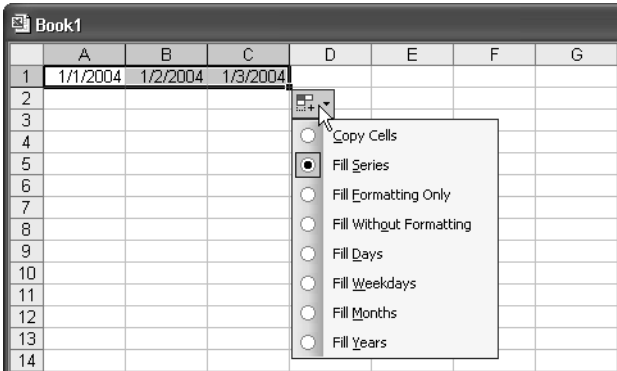 Book1
A B C D E F G
1 1/1/2004 1/2/2004 1/3/2004
2
3
4 Copy Cells
5 Fill Series
6 Fill Formatting Only
7
8 Fill Without Formatting
9 Fill Days
10 Fill Weekdays
11
12 Fill Months
13 Fill Years
14